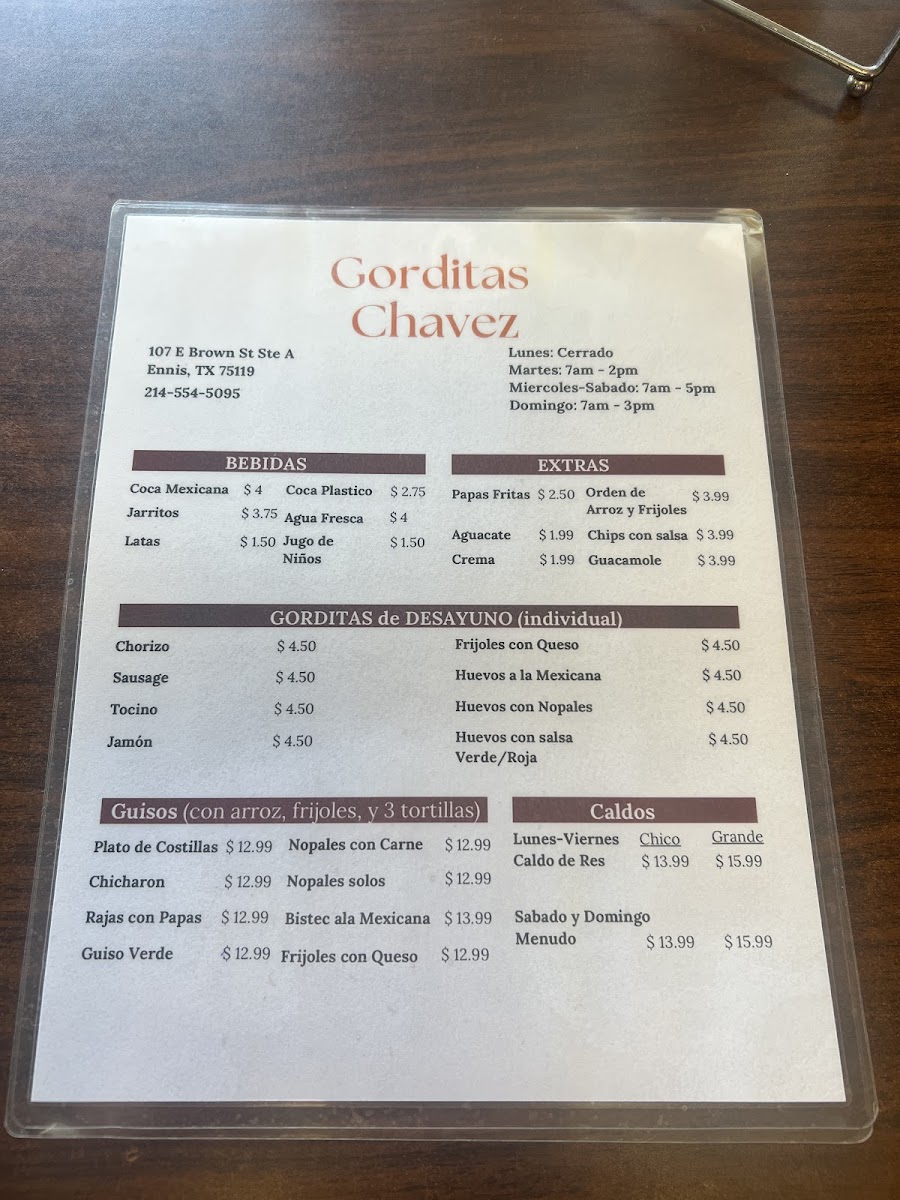 Gorditas
Chavez
107 E Brown St Ste A
Ennis, TX 75119
214-554-5095
Lunes: Cerrado
Martes: 7am - 2pm
Miercoles-Sabado: 7am - 5pm
Domingo: 7am - 3pm
BEBIDAS
Coca Mexicana $ 4 Coca Plastico $ 2.75
Jarritos $ 3.75 Agua Fresca $ 4
Latas $ 1.50 Jugo de $ 1.50
Niños
EXTRAS
Papas Fritas $ 2.50 Orden de $ 3.99
Arroz y Frijoles
Aguacate $ 1.99 Chips con salsa $ 3.99
Crema $ 1.99 Guacamole $ 3.99
GORDITAS de DESAYUNO (individual)
Chorizo $ 4.50 Frijoles con Queso $ 4.50
Sausage $ 4.50 Huevos a la Mexicana $ 4.50
Tocino $ 4.50 Huevos con Nopales $ 4.50
Jamón $ 4.50 Huevos con salsa $ 4.50
Verde/Roja
Guisos (con arroz, frijoles, y 3 tortillas)
Plato de Costillas $ 12.99 Nopales con Carne $ 12.99
Chicharon $ 12.99 Nopales solos $ 12.99
Rajas con Papas $ 12.99 Bistec ala Mexicana $ 13.99
Guiso Verde $ 12.99 Frijoles con Queso $ 12.99
Caldos
Lunes-Viernes Chico Grande
Caldo de Res $ 13.99 $ 15.99
Sabado y Domingo
Menudo $ 13.99 $ 15.99